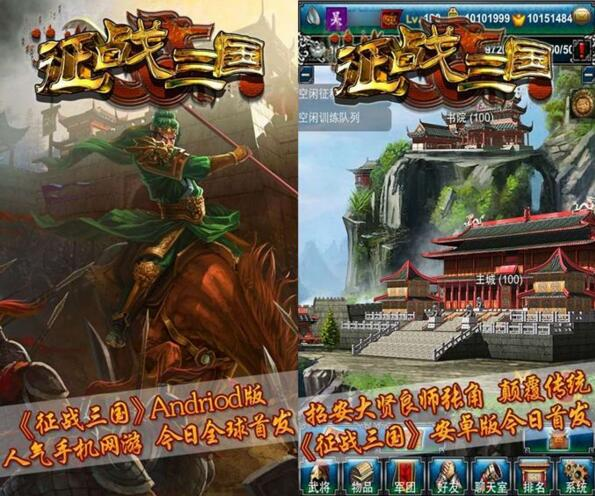 征战三国
《征战三国》Andriod版
人气手机网游 今日全球首发
征战三国
10101999
10151484
空闲训练队列
书院 (100)
主城 (100)
招安大贤良师张角 颠覆传统
《征战三国》安卓版今日首发
武将
物品
军团
好友
聊天室
排名
系统